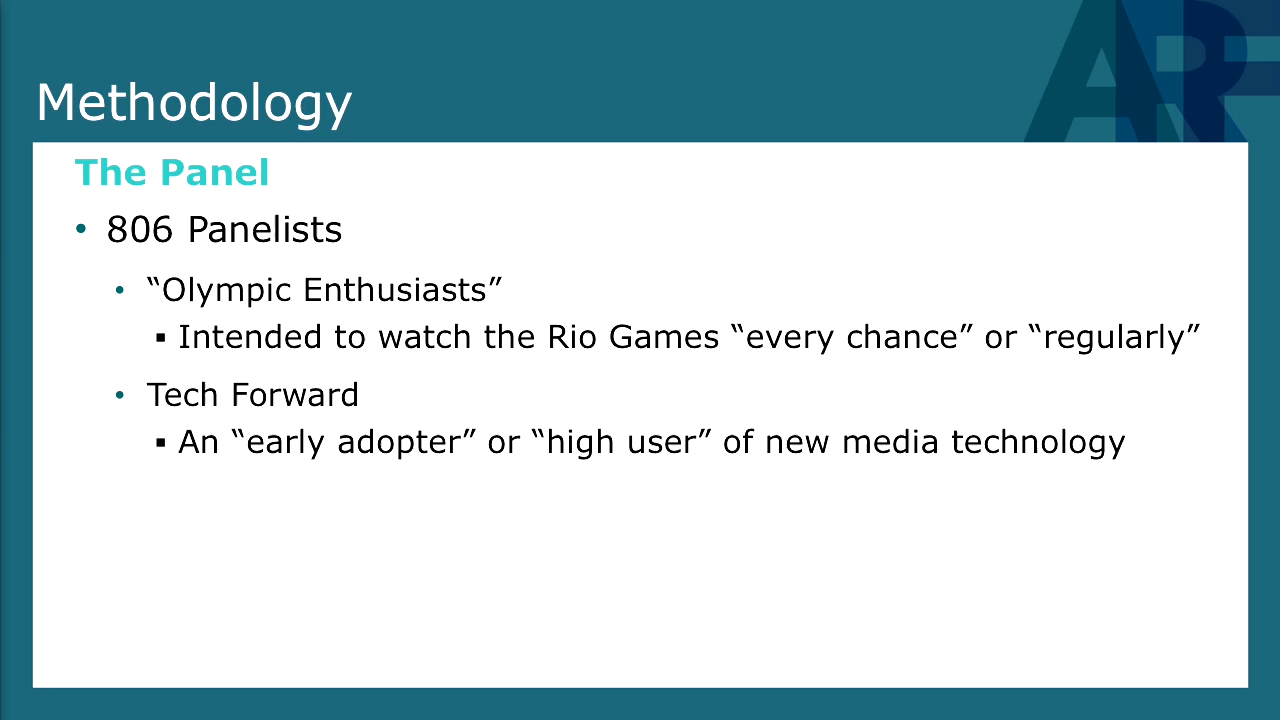 ARF
Methodology
The Panel
• 806 Panelists
• “Olympic Enthusiasts”
▪ Intended to watch the Rio Games “every chance” or “regularly”
• Tech Forward
▪ An “early adopter” or “high user” of new media technology